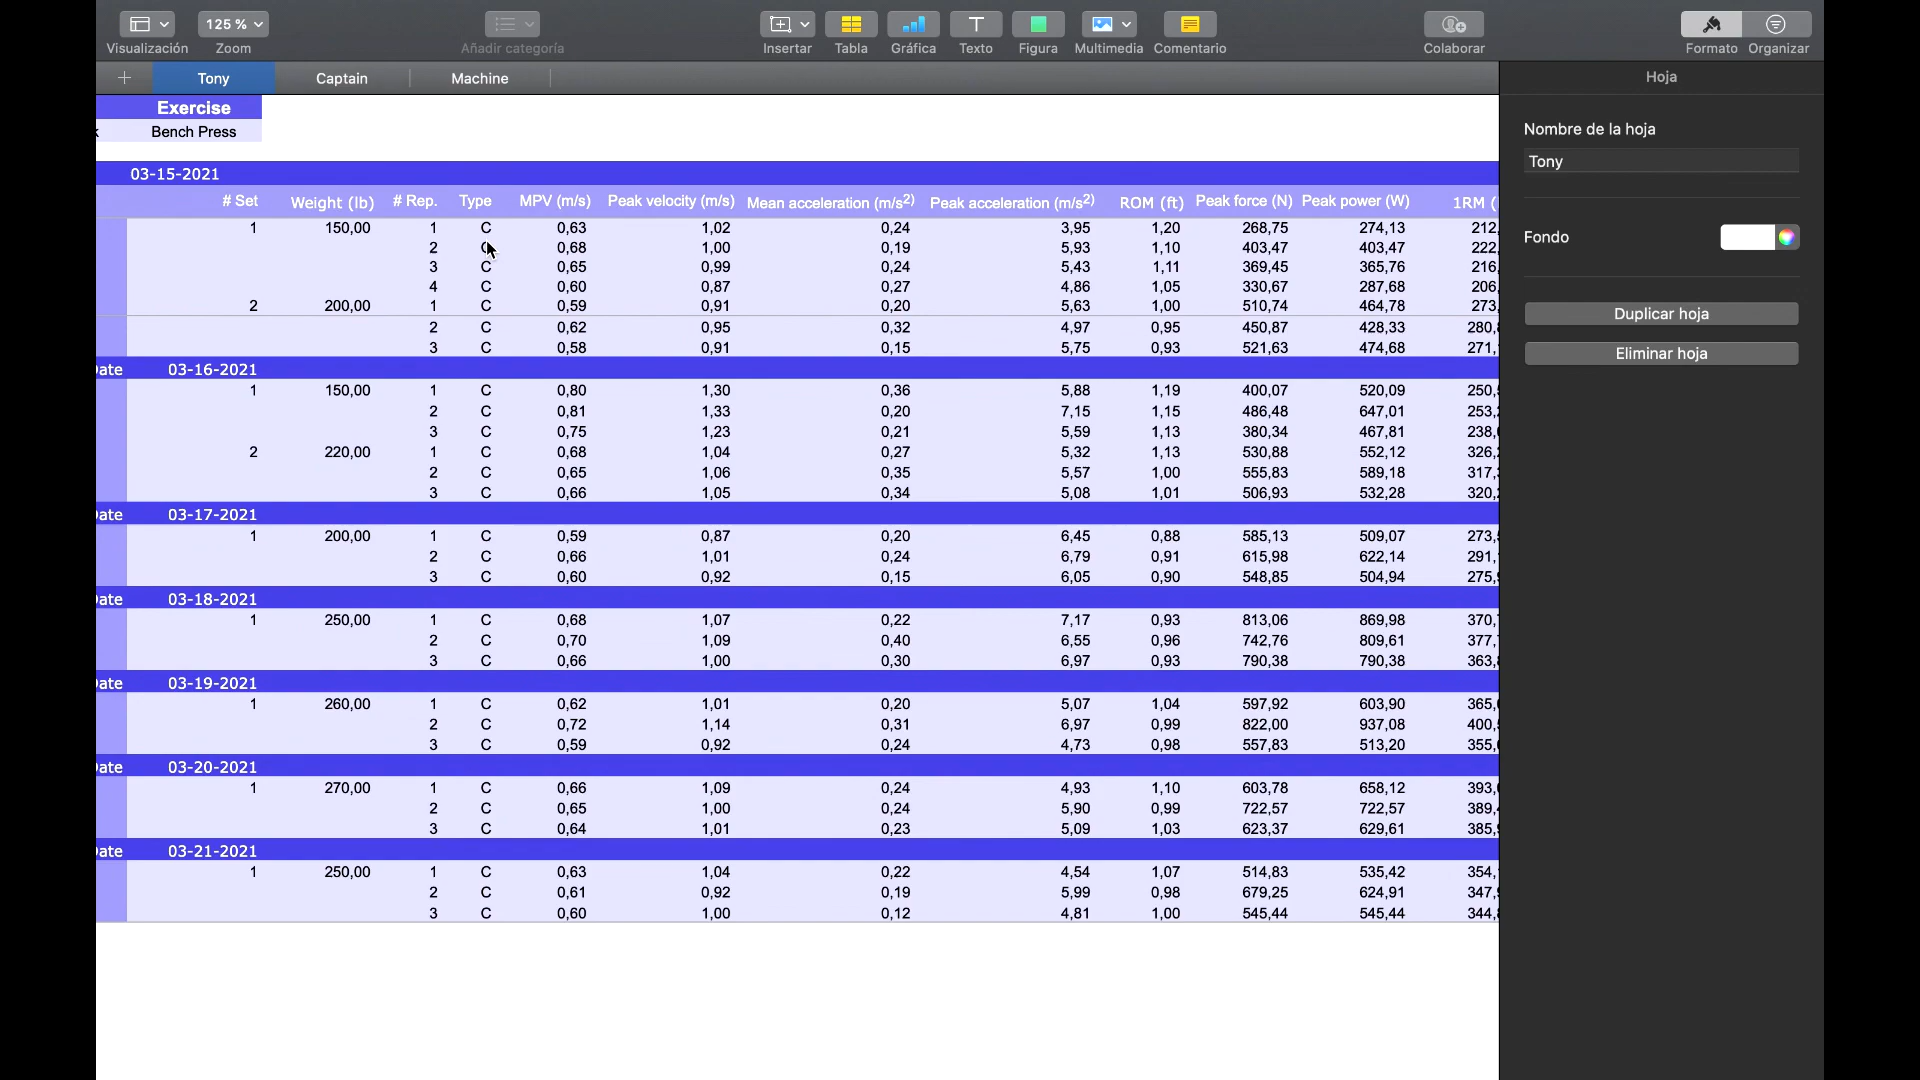 125 %
Visualización Zoom Añadir categoría Insertar Tabla Gráfica Texto Figura Multimedia Comentario Colaborar Formato Organizar
Tony Captain Machine Hoja
Exercise
Bench Press
03-15-2021
# Set Weight (lb) # Rep. Type MPV (m/s) Peak velocity (m/s) Mean acceleration (m/s²) Peak acceleration (m/s²) ROM (ft) Peak force (N) Peak power (W) 1RM (
1 150,00 1 C 0,63 1,02 0,24 3,95 1,20 268,75 274,13 212,
2 C 0,68 1,00 0,19 5,93 1,10 403,47 403,47 222,
3 C 0,65 0,99 0,24 5,43 1,11 369,45 365,76 216,
4 C 0,60 0,87 0,27 4,86 1,05 330,67 287,68 206,
2 200,00 1 C 0,59 0,91 0,20 5,63 1,00 510,74 464,78 273,
2 C 0,62 0,95 0,32 4,97 0,95 450,87 428,33 280,
3 C 0,58 0,91 0,15 5,75 0,93 521,63 474,68 271,
ate 03-16-2021
1 150,00 1 C 0,80 1,30 0,36 5,88 1,19 400,07 520,09 250,
2 C 0,81 1,33 0,20 7,15 1,15 486,48 647,01 253,
3 C 0,75 1,23 0,21 5,59 1,13 380,34 467,81 238,
2 220,00 1 C 0,68 1,04 0,27 5,32 1,13 530,88 552,12 326,
2 C 0,65 1,06 0,35 5,57 1,00 555,83 589,18 317,
3 C 0,66 1,05 0,34 5,08 1,01 506,93 532,28 320,
ate 03-17-2021
1 200,00 1 C 0,59 0,87 0,20 6,45 0,88 585,13 509,07 273,
2 C 0,66 1,01 0,24 6,79 0,91 615,98 622,14 291,
3 C 0,60 0,92 0,15 6,05 0,90 548,85 504,94 275,
ate 03-18-2021
1 250,00 1 C 0,68 1,07 0,22 7,17 0,93 813,06 869,98 370,
2 C 0,70 1,09 0,40 6,55 0,96 742,76 809,61 377,
3 C 0,66 1,00 0,30 6,97 0,93 790,38 790,38 363,
ate 03-19-2021
1 260,00 1 C 0,62 1,01 0,20 5,07 1,04 597,92 603,90 365,
2 C 0,72 1,14 0,31 6,97 0,99 822,00 937,08 400,
3 C 0,59 0,92 0,24 4,73 0,98 557,83 513,20 355,
ate 03-20-2021
1 270,00 1 C 0,66 1,09 0,24 4,93 1,10 603,78 658,12 393,
2 C 0,65 1,00 0,24 5,90 0,99 722,57 722,57 389,
3 C 0,64 1,01 0,23 5,09 1,03 623,37 629,61 385,
ate 03-21-2021
1 250,00 1 C 0,63 1,04 0,22 4,54 1,07 514,83 535,42 354,
2 C 0,61 0,92 0,19 5,99 0,98 679,25 624,91 347,
3 C 0,60 1,00 0,12 4,81 1,00 545,44 545,44 344,
Nombre de la hoja
Tony
Fondo
Duplicar hoja
Eliminar hoja